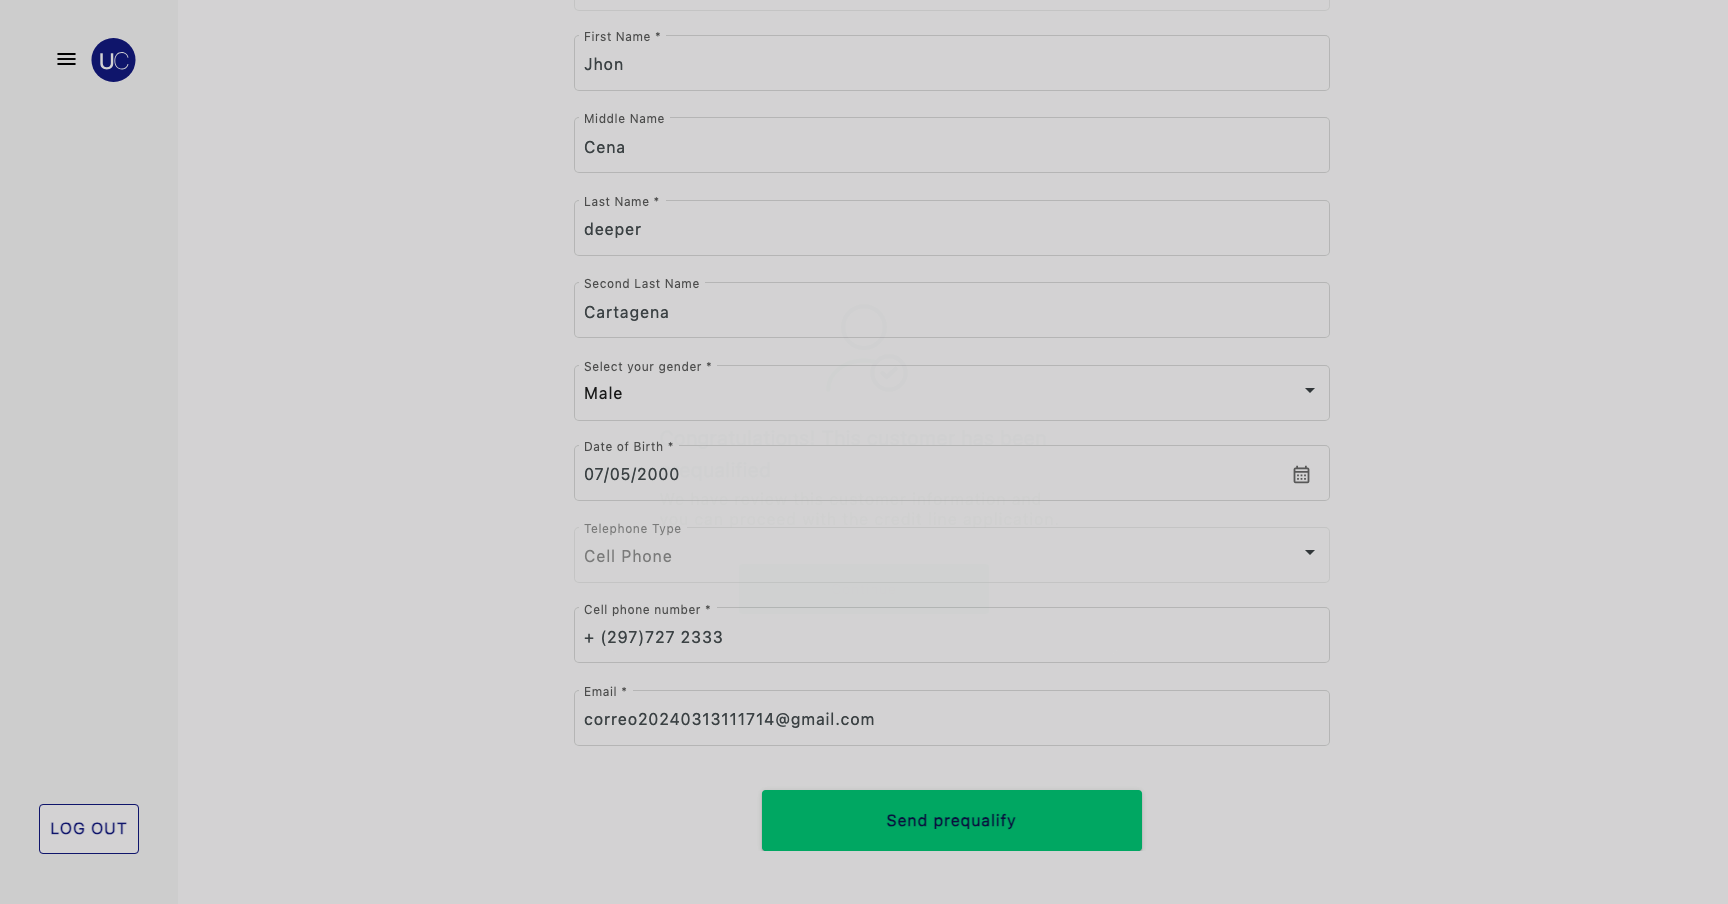 UC
First Name *
Jhon
Middle Name
Cena
Last Name *
deeper
Second Last Name
Cartagena
Select your gender *
Male
Date of Birth *
07/05/2000
Telephone Type
Cell Phone
Cell phone number *
+ (297)727 2333
Email *
correo20240313111714@gmail.com
Send prequalify
LOG OUT